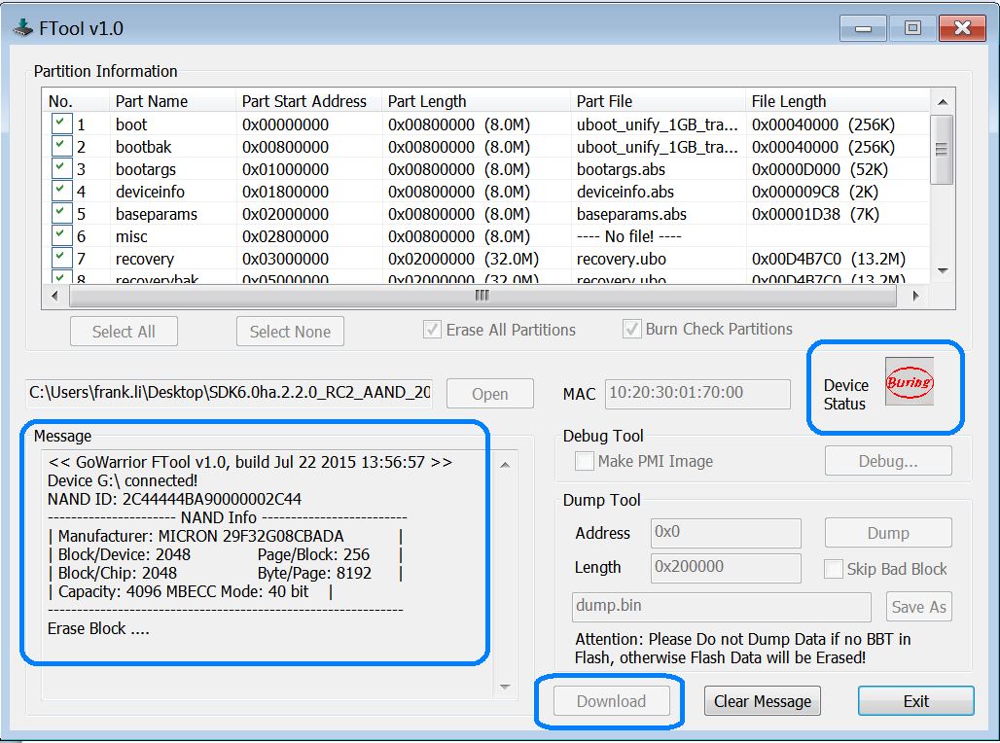 FTool v1.0
Partition Information
No. Part Name Part Start Address Part Length Part File File Length
1 boot 0x00000000 0x00800000 (8.0M) uboot_unify_1GB_tra... 0x00040000 (256K)
2 bootbak 0x00800000 0x00800000 (8.0M) uboot_unify_1GB_tra... 0x00040000 (256K)
3 bootargs 0x01000000 0x00800000 (8.0M) bootargs.abs 0x0000D000 (52K)
4 deviceinfo 0x01800000 0x00800000 (8.0M) deviceinfo.abs 0x000009C8 (2K)
5 baseparams 0x02000000 0x00800000 (8.0M) baseparams.abs 0x00001D38 (7K)
6 misc 0x02800000 0x00800000 (8.0M) ---- No file! ----
7 recovery 0x03000000 0x02000000 (32.0M) recovery.ubo 0x00D4B7C0 (13.2M)
8 recoverybak 0x05000000 0x02000000 (32.0M) recovery.ubo 0x00D4B7C0 (13.2M)
Select All Select None Erase All Partitions Burn Check Partitions
C:\Users\frank.li\Desktop\SDK6.0ha.2.2.0_RC2_AAND_20 Open MAC 10:20:30:01:70:00
Device
Status
Buring
Message
<< GoWarrior FTool v1.0, build Jul 22 2015 13:56:57 >>
Device G:\ connected!
NAND ID: 2C44444BA90000002C44
---------------------- NAND Info -------------------------
| Manufacturer: MICRON 29F32G08CBADA |
| Block/Device: 2048 Page/Block: 256 |
| Block/Chip: 2048 Byte/Page: 8192 |
| Capacity: 4096 MBECC Mode: 40 bit |
-------------------------------------------------------------
Erase Block ....
Debug Tool
Make PMI Image Debug...
Dump Tool
Address 0x0 Dump
Length 0x200000 Skip Bad Block
dump.bin Save As
Attention: Please Do not Dump Data if no BBT in
Flash, otherwise Flash Data will be Erased!
Download Clear Message Exit